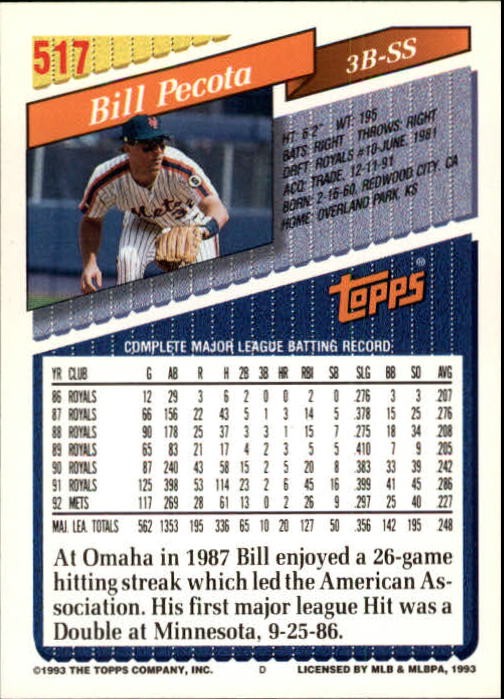 517
Bill Pecota
3B-SS
HT: 6'2" WT: 195
BATS: RIGHT THROWS: RIGHT
DRFT: ROYALS #10-JUNE, 1981
ACQ: TRADE, 12-11-91
BORN: 2-16-60, REDWOOD CITY, CA
HOME: OVERLAND PARK, KS
Mets
TOPPS®
COMPLETE MAJOR LEAGUE BATTING RECORD
YR CLUB G AB R H 2B 3B HR RBI SB SLG BB SO AVG
86 ROYALS 12 29 3 6 2 0 0 2 0 .276 3 3 .207
87 ROYALS 66 156 22 43 5 1 3 14 5 .378 15 25 .276
88 ROYALS 90 178 25 37 3 3 1 15 7 .275 18 34 .208
89 ROYALS 65 83 21 17 4 2 3 5 5 .410 7 9 .205
90 ROYALS 87 240 43 58 15 2 5 20 8 .383 33 39 .242
91 ROYALS 125 398 53 114 23 2 6 45 16 .399 41 45 .286
92 METS 117 269 28 61 13 0 2 26 9 .297 25 40 .227
MAJ. LEA. TOTALS 562 1353 195 336 65 10 20 127 50 .356 142 195 .248
At Omaha in 1987 Bill enjoyed a 26-game
hitting streak which led the American As-
sociation. His first major league Hit was a
Double at Minnesota, 9-25-86.
©1993 THE TOPPS COMPANY, INC. D LICENSED BY MLB & MLBPA, 1993